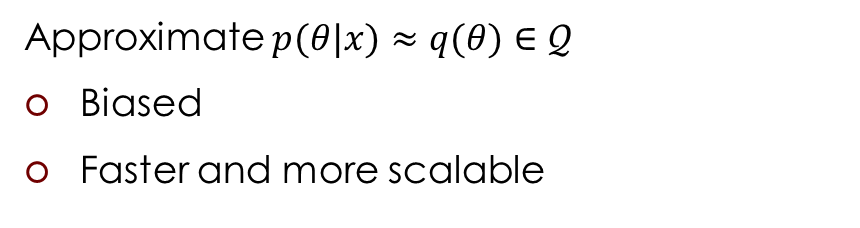 Approximate p(θ|x) ≈ q(θ) ∈ 𝒬
Biased
Faster and more scalable